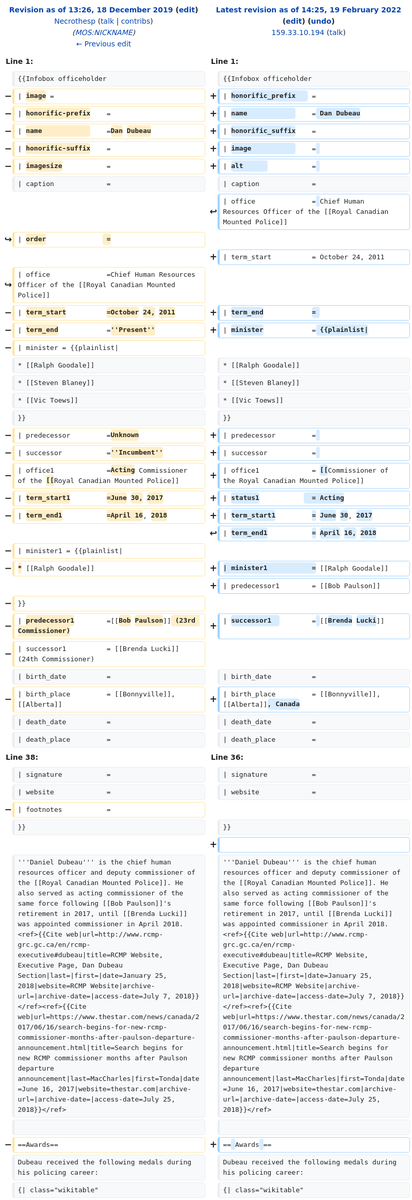 Revision as of 13:26, 18 December 2019 (edit)
Necrothesp (talk | contribs)
(MOS:NICKNAME)
← Previous edit
Latest revision as of 14:25, 19 February 2022
(edit) (undo)
159.33.10.194 (talk)
Line 1:
Line 1:
{{Infobox officeholder
{{Infobox officeholder
− | image =
+ | honorific_prefix =
− | honorific-prefix =
+ | name = Dan Dubeau
− | name =Dan Dubeau
+ | honorific_suffix =
− | honorific-suffix =
+ | image =
− | imagesize =
+ | alt =
| caption =
| caption =
| office = Chief Human
Resources Officer of the [[Royal Canadian
Mounted Police]]
| order =
+ | term_start = October 24, 2011
| office =Chief Human Resources
Officer of the [[Royal Canadian Mounted
Police]]
− | term_start =October 24, 2011
+ | term_end =
− | term_end =''Present''
+ | minister = {{plainlist|
− | minister = {{plainlist|
* [[Ralph Goodale]]
* [[Ralph Goodale]]
* [[Steven Blaney]]
* [[Steven Blaney]]
* [[Vic Toews]]
* [[Vic Toews]]
}}
}}
− | predecessor =Unknown
+ | predecessor =
− | successor =''Incumbent''
+ | successor =
− | office1 =Acting Commissioner
of the [[Royal Canadian Mounted Police]]
+ | office1 = [[Commissioner of
the Royal Canadian Mounted Police]]
− | term_start1 =June 30, 2017
+ | status1 = Acting
− | term_end1 =April 16, 2018
+ | term_start1 = June 30, 2017
| term_end1 = April 16, 2018
− | minister1 = {{plainlist|
− * [[Ralph Goodale]]
+ | minister1 = [[Ralph Goodale]]
+ | predecessor1 = [[Bob Paulson]]
− }}
− | predecessor1 =[[Bob Paulson]] (23rd
Commissioner)
+ | successor1 = [[Brenda Lucki]]
− | successor1 = [[Brenda Lucki]]
(24th Commissioner)
| birth_date =
| birth_date =
− | birth_place = [[Bonnyville]],
[[Alberta]]
+ | birth_place = [[Bonnyville]],
[[Alberta]], Canada
| death_date =
| death_date =
| death_place =
| death_place =
Line 38:
Line 36:
| signature =
| signature =
| website =
| website =
− | footnotes =
}}
}}
+
'''Daniel Dubeau''' is the chief human
resources officer and deputy commissioner of
the [[Royal Canadian Mounted Police]]. He
also served as acting commissioner of the
same force following [[Bob Paulson]]'s
retirement in 2017, until [[Brenda Lucki]]
was appointed commissioner in April 2018.
<ref>{{Cite web|url=http://www.rcmp-
grc.gc.ca/en/rcmp-
executive#dubeau|title=RCMP Website,
Executive Page, Dan Dubeau
Section|last=|first=|date=January 25,
2018|website=RCMP Website|archive-
url=|archive-date=|access-date=July 7, 2018}}
</ref><ref>{{Cite
web|url=https://www.thestar.com/news/canada/2
017/06/16/search-begins-for-new-rcmp-
commissioner-months-after-paulson-departure-
announcement.html|title=Search begins for
new RCMP commissioner months after Paulson
departure
announcement|last=MacCharles|first=Tonda|date
=June 16, 2017|website=thestar.com|archive-
url=|archive-date=|access-date=July 25,
2018}}</ref>
'''Daniel Dubeau''' is the chief human
resources officer and deputy commissioner of
the [[Royal Canadian Mounted Police]]. He
also served as acting commissioner of the
same force following [[Bob Paulson]]'s
retirement in 2017, until [[Brenda Lucki]]
was appointed commissioner in April 2018.
<ref>{{Cite web|url=http://www.rcmp-
grc.gc.ca/en/rcmp-
executive#dubeau|title=RCMP Website,
Executive Page, Dan Dubeau
Section|last=|first=|date=January 25,
2018|website=RCMP Website|archive-
url=|archive-date=|access-date=July 7, 2018}}
</ref><ref>{{Cite
web|url=https://www.thestar.com/news/canada/2
017/06/16/search-begins-for-new-rcmp-
commissioner-months-after-paulson-departure-
announcement.html|title=Search begins for
new RCMP commissioner months after Paulson
departure
announcement|last=MacCharles|first=Tonda|date
=June 16, 2017|website=thestar.com|archive-
url=|archive-date=|access-date=July 25,
2018}}</ref>
− ==Awards==
+ == Awards ==
Dubeau received the following medals during
his policing career:
Dubeau received the following medals during
his policing career:
{| class="wikitable"
{| class="wikitable"